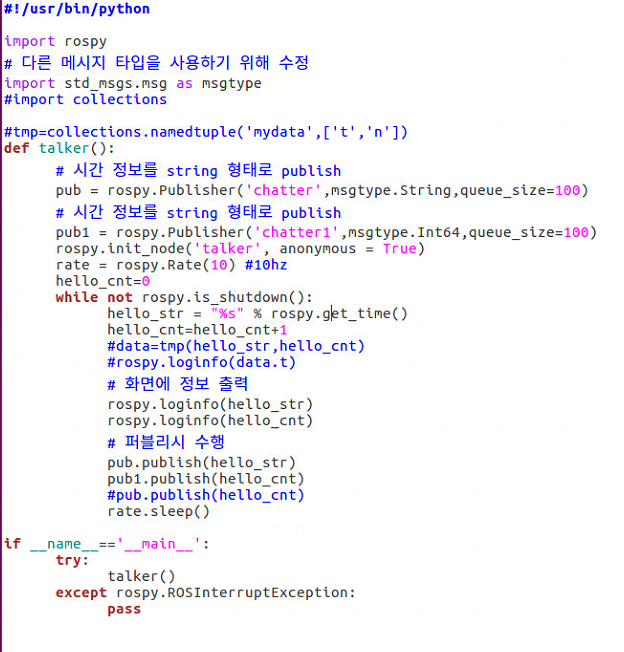 #!/usr/bin/python

import rospy
# 다른 메시지 타입을 사용하기 위해 수정
import std_msgs.msg as msgtype
#import collections

#tmp=collections.namedtuple('mydata',['t','n'])
def talker():
      # 시간 정보를 string 형태로 publish
      pub = rospy.Publisher('chatter',msgtype.String,queue_size=100)
      # 시간 정보를 string 형태로 publish
      pub1 = rospy.Publisher('chatter1',msgtype.Int64,queue_size=100)
      rospy.init_node('talker', anonymous = True)
      rate = rospy.Rate(10) #10hz
      hello_cnt=0
      while not rospy.is_shutdown():
            hello_str = "%s" % rospy.get_time()
            hello_cnt=hello_cnt+1
            #data=tmp(hello_str,hello_cnt)
            #rospy.loginfo(data.t)
            # 화면에 정보 출력
            rospy.loginfo(hello_str)
            rospy.loginfo(hello_cnt)
            # 퍼블리시 수행
            pub.publish(hello_str)
            pub1.publish(hello_cnt)
            #pub.publish(hello_cnt)
            rate.sleep()

if __name__=='__main__':
      try:
            talker()
      except rospy.ROSInterruptException:
            pass